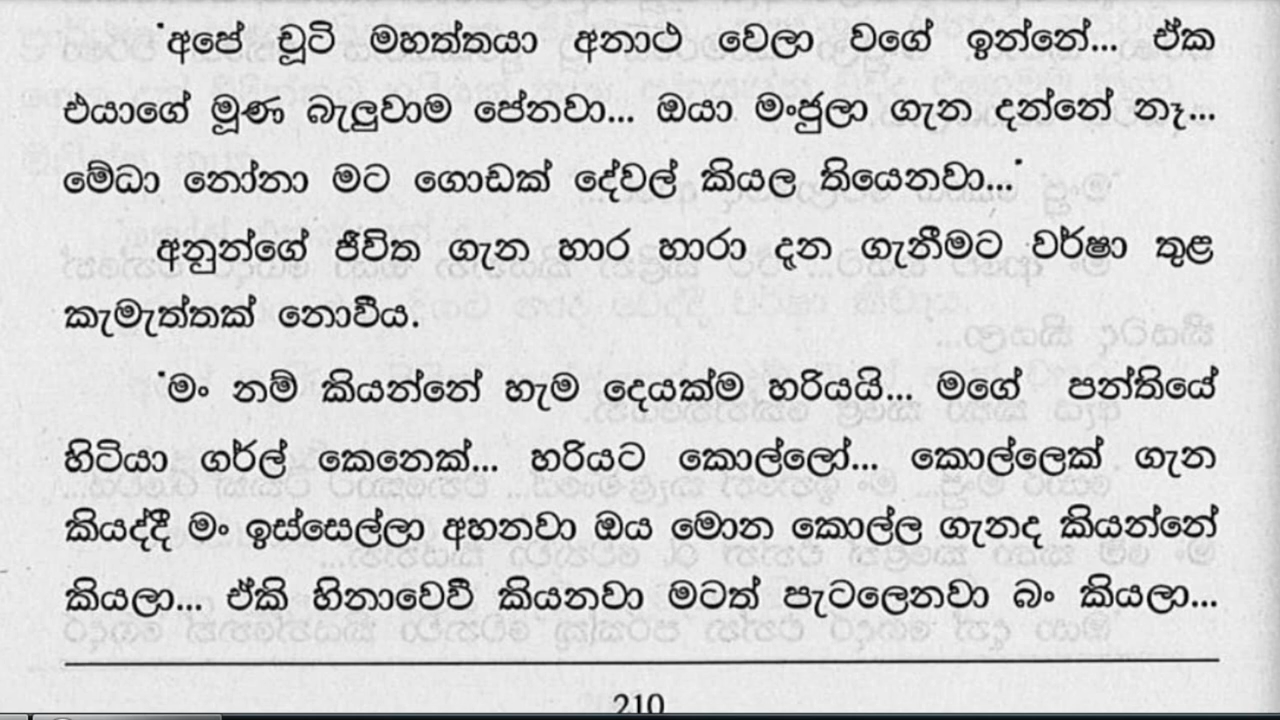 'අපේ චූටි මහත්තයා අනාථ වෙලා වගේ ඉන්නේ... ඒක
එයාගේ මූණ බැලුවාම පේනවා... ඔයා මංජුලා ගැන දන්නේ නෑ...
මේධා නෝනා මට ගොඩක් දේවල් කියල තියෙනවා...'
අනුන්ගේ ජීවිත ගැන හාර හාරා දැන ගැනීමට වර්ෂා තුළ
කැමැත්තක් නොවීය.
'මං නම් කියන්නේ හැම දෙයක්ම හරියයි... මගේ පන්තියේ
හිටියා ගර්ල් කෙනෙක්... හරියට කොල්ලෝ... කොල්ලෙක් ගැන
කියද්දී මං ඉස්සෙල්ලා අහනවා ඔය මොන කොල්ල ගැනද කියන්නේ
කියලා... ඒකි හිනාවෙවී කියනවා මටත් පැටලෙනවා බං කියලා...
210